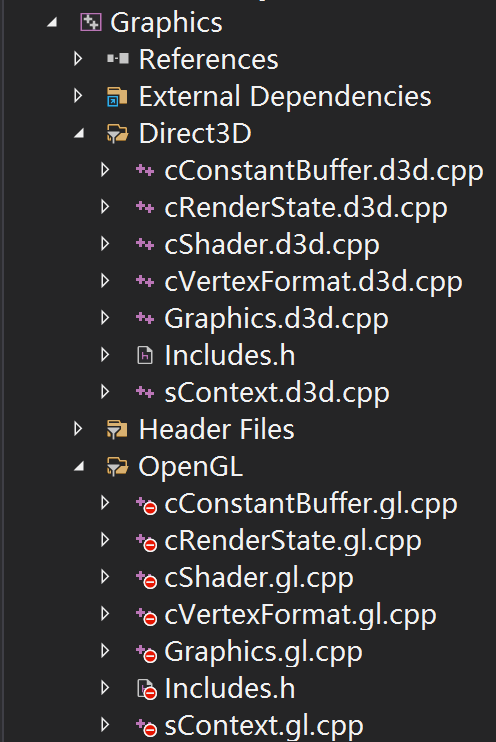 Graphics
References
External Dependencies
Direct3D
cConstantBuffer.d3d.cpp
cRenderState.d3d.cpp
cShader.d3d.cpp
cVertexFormat.d3d.cpp
Graphics.d3d.cpp
Includes.h
sContext.d3d.cpp
Header Files
OpenGL
cConstantBuffer.gl.cpp
cRenderState.gl.cpp
cShader.gl.cpp
cVertexFormat.gl.cpp
Graphics.gl.cpp
Includes.h
sContext.gl.cpp